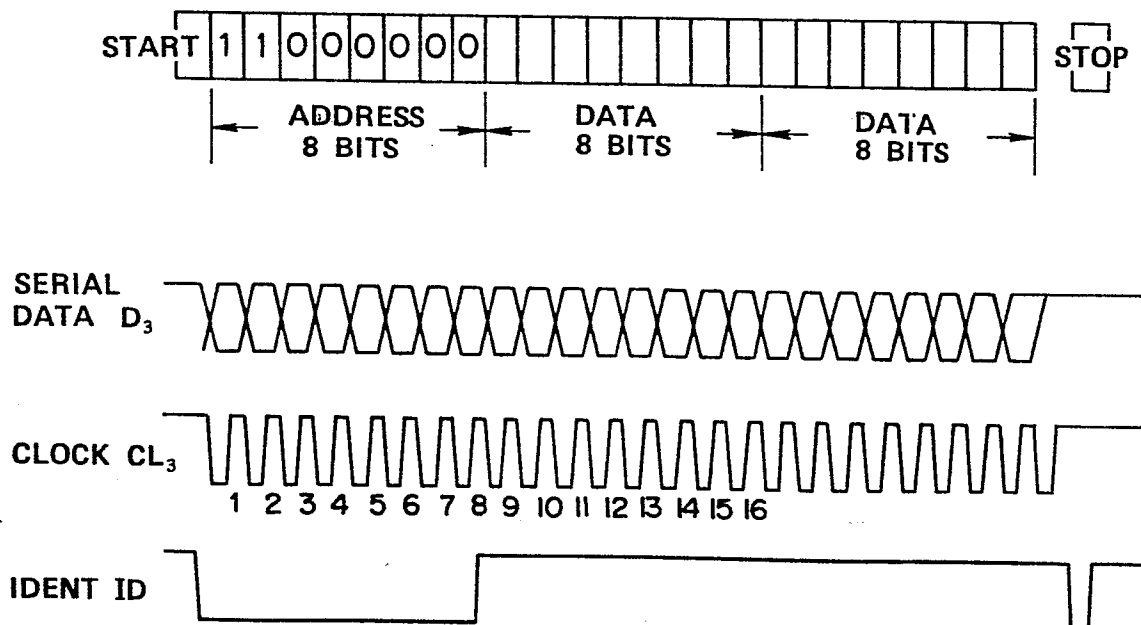 START 1 1 0 0 0 0 0 0 STOP
ADDRESS 8 BITS
DATA 8 BITS
DATA 8 BITS
SERIAL DATA D₃
CLOCK CL₃
1 2 3 4 5 6 7 8 9 10 11 12 13 14 15 16
IDENT ID